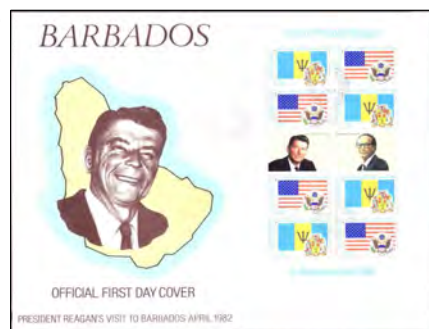 BARBADOS
OFFICIAL FIRST DAY COVER
PRESIDENT REAGAN'S VISIT TO BARBADOS APRIL 1982